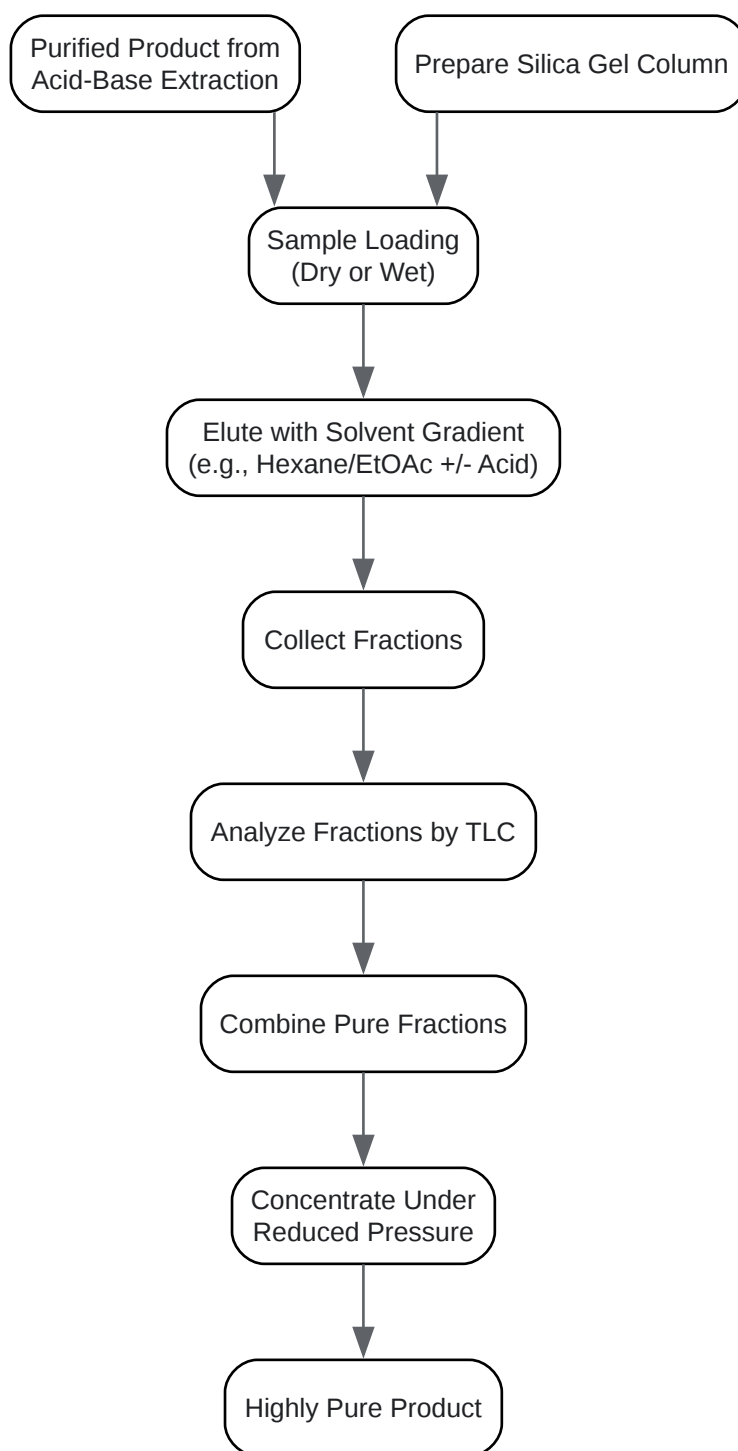 Purified Product from
Acid-Base Extraction
Prepare Silica Gel Column
Sample Loading
(Dry or Wet)
Elute with Solvent Gradient
(e.g., Hexane/EtOAc +/- Acid)
Collect Fractions
Analyze Fractions by TLC
Combine Pure Fractions
Concentrate Under
Reduced Pressure
Highly Pure Product